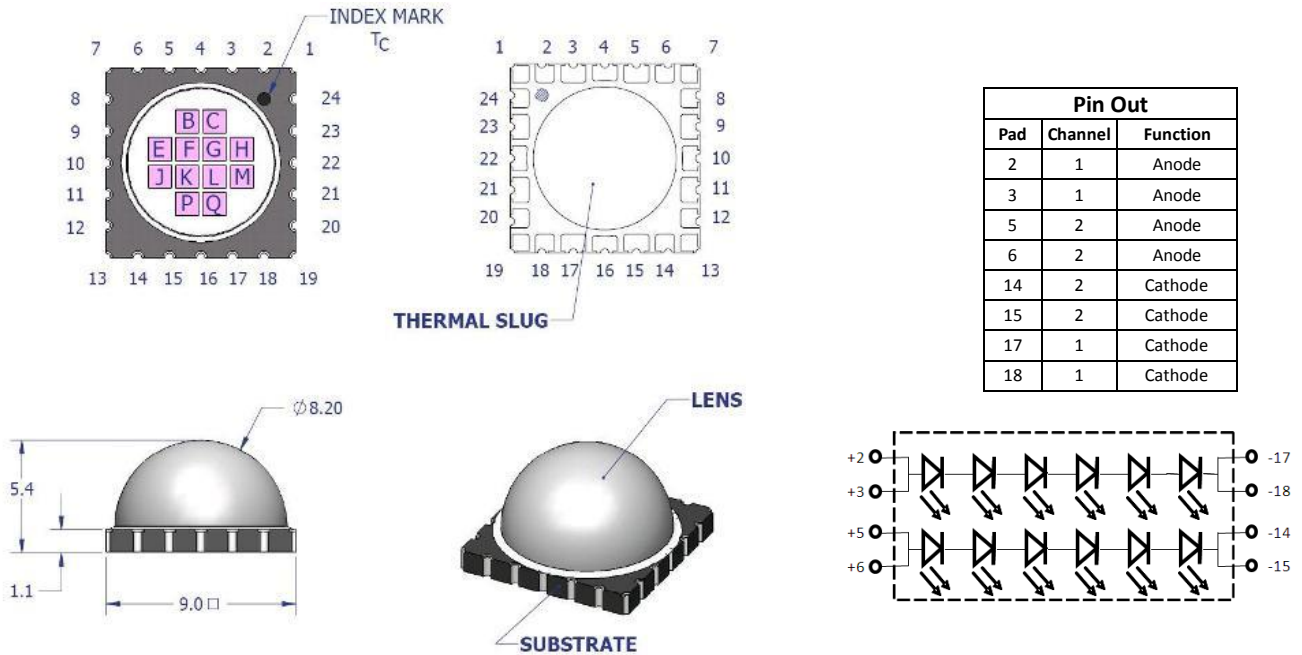 INDEX MARK
TC
7 6 5 4 3 2 1
8 24
9 23
10 22
11 21
12 20
13 14 15 16 17 18 19
B C
E F G H
J K L M
P Q
1 2 3 4 5 6 7
24 8
23 9
22 10
21 11
20 12
19 18 17 16 15 14 13
THERMAL SLUG
Pin Out
Pad Channel Function
2 1 Anode
3 1 Anode
5 2 Anode
6 2 Anode
14 2 Cathode
15 2 Cathode
17 1 Cathode
18 1 Cathode
Ø8.20
5.4
1.1
9.0 □
LENS
SUBSTRATE
+2 -17
+3 -18
+5 -14
+6 -15